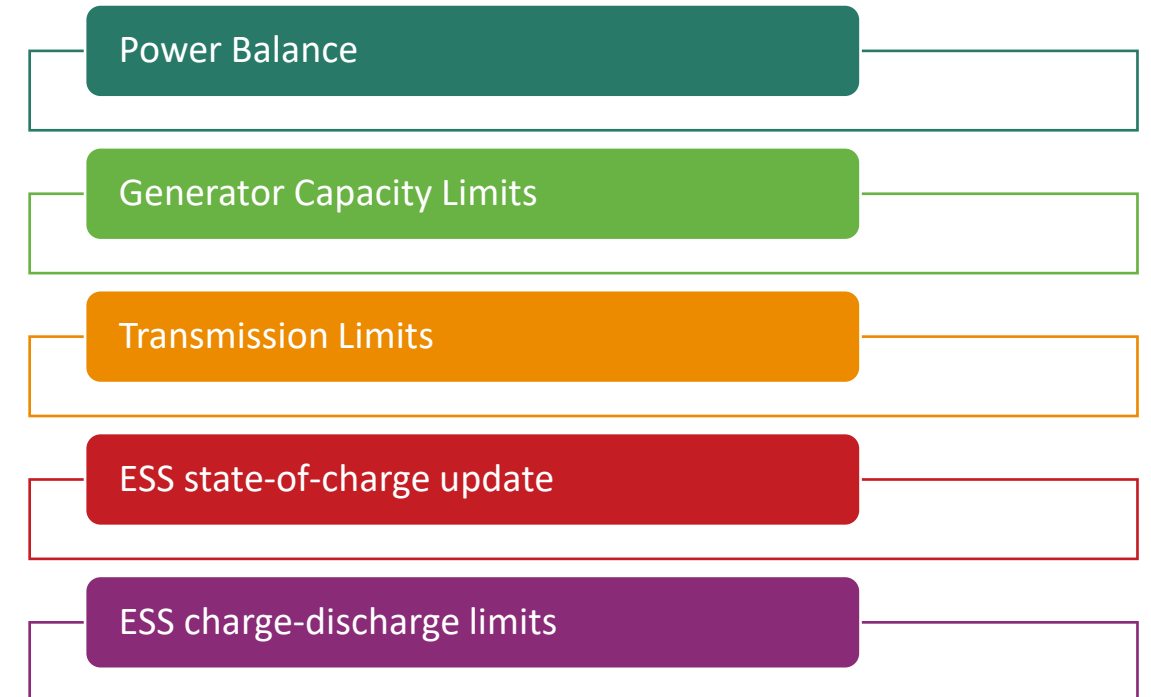 Power Balance
Generator Capacity Limits
Transmission Limits
ESS state-of-charge update
ESS charge-discharge limits